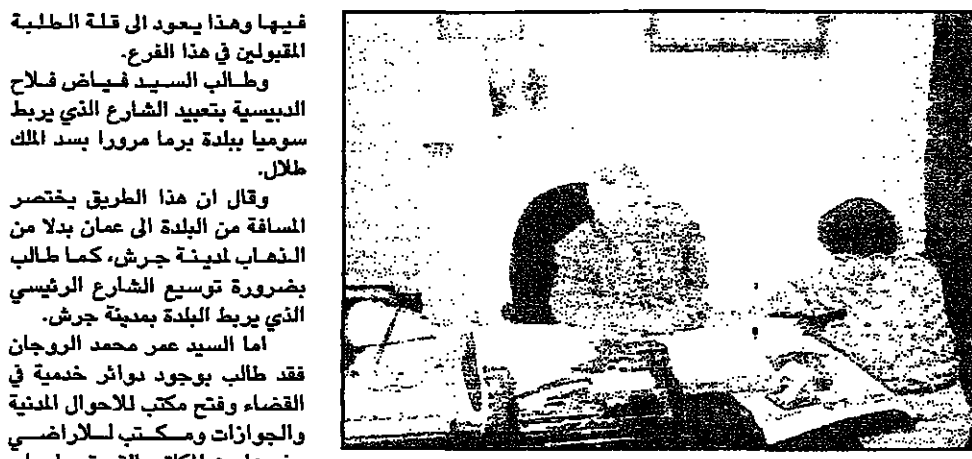 فيها وهذا يعود الى قلة الطلبة
المقبولين في هذا الفرع.
وطالب السيد فياض فلاح
الدبيسية بتعبيد الشارع الذي يربط
سوميا ببلدة برما مرورا بسد الملك
طلال.
وقال ان هذا الطريق يختصر
المسافة من البلدة الى عمان بدلا من
الذهاب لمدينة جرش، كما طالب
بضرورة توسيع الشارع الرئيسي
الذي يربط البلدة بمدينة جرش.
اما السيد عمر محمد الروجان
فقد طالب بوجود دوائر خدمية في
القضاء وفتح مكتب للاحوال المدنية
والجوازات ومكتب للاراضي